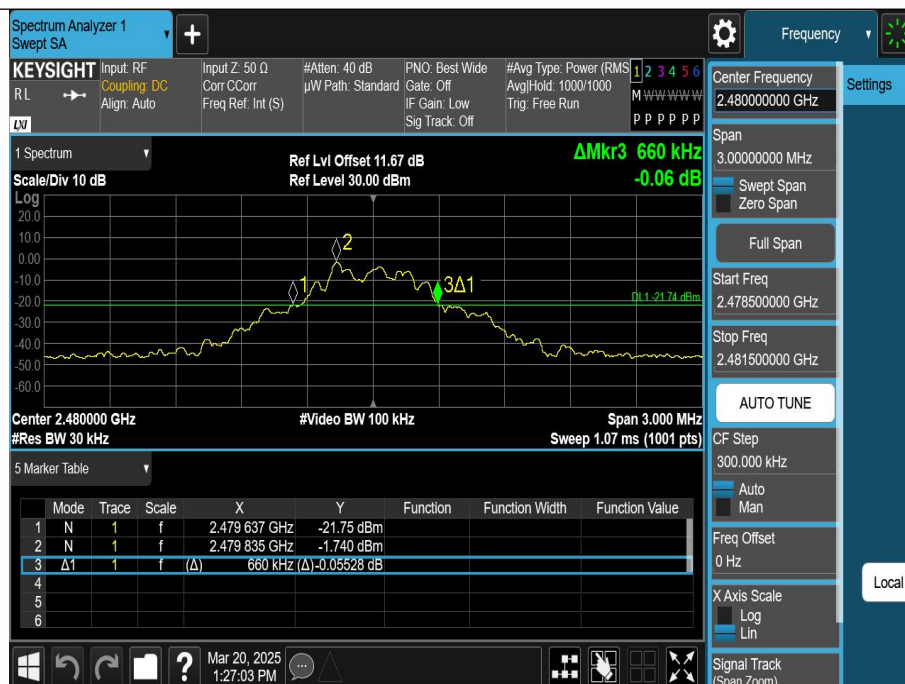 Spectrum Analyzer 1
Swept SA
+
Frequency
KEYSIGHT Input: RF Input Z: 50 Ω #Atten: 40 dB PNO: Best Wide #Avg Type: Power (RMS 1 2 3 4 5 6
RL Coupling: DC Corr CCorr µW Path: Standard Gate: Off Avg|Hold: 1000/1000 M W W W W W
Align: Auto Freq Ref: Int (S) IF Gain: Low Trig: Free Run
LXI Sig Track: Off P P P P P P
1 Spectrum
Ref Lvl Offset 11.67 dB ΔMkr3 660 kHz
Scale/Div 10 dB Ref Level 30.00 dBm -0.06 dB
Log
20.0
10.0
0.00
-10.0
-20.0
-30.0
-40.0
-50.0
-60.0
2
1
3Δ1
DL1 -21.74 dBm
Center 2.480000 GHz #Video BW 100 kHz Span 3.000 MHz
#Res BW 30 kHz Sweep 1.07 ms (1001 pts)
5 Marker Table
Mode Trace Scale X Y Function Function Width Function Value
1 N 1 f 2.479 637 GHz -21.75 dBm
2 N 1 f 2.479 835 GHz -1.740 dBm
3 Δ1 1 f (Δ) 660 kHz (Δ)-0.05528 dB
4
5
6
?
Mar 20, 2025
1:27:03 PM
Center Frequency
2.480000000 GHz
Settings
Span
3.00000000 MHz
Swept Span
Zero Span
Full Span
Start Freq
2.478500000 GHz
Stop Freq
2.481500000 GHz
AUTO TUNE
CF Step
300.000 kHz
Auto
Man
Freq Offset
0 Hz
Local
X Axis Scale
Log
Lin
Signal Track
(Span Zoom)